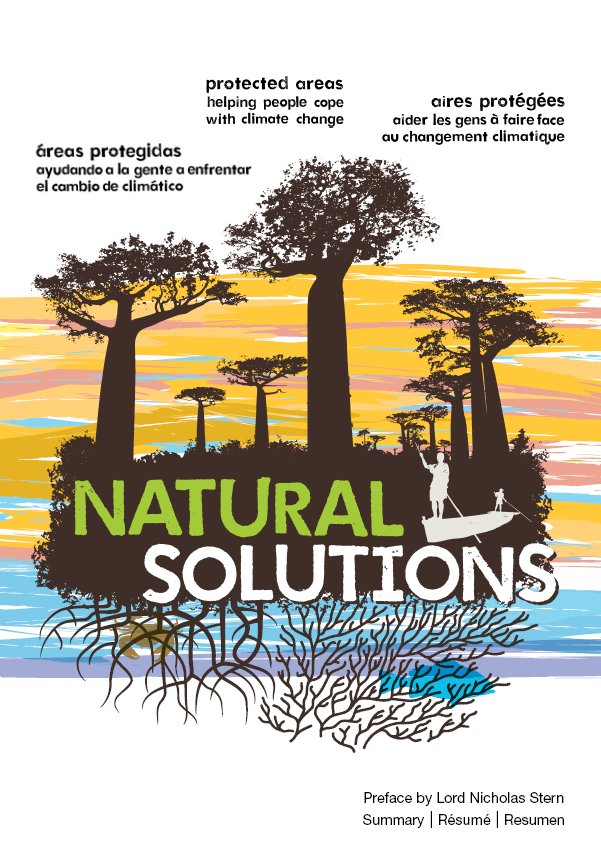 protected areas
helping people cope
with climate change
aires protégées
aider les gens à faire face
au changement climatique
áreas protegidas
ayudando a la gente a enfrentar
el cambio de climático
NATURAL
SOLUTIONS
Preface by Lord Nicholas Stern
Summary | Résumé | Resumen